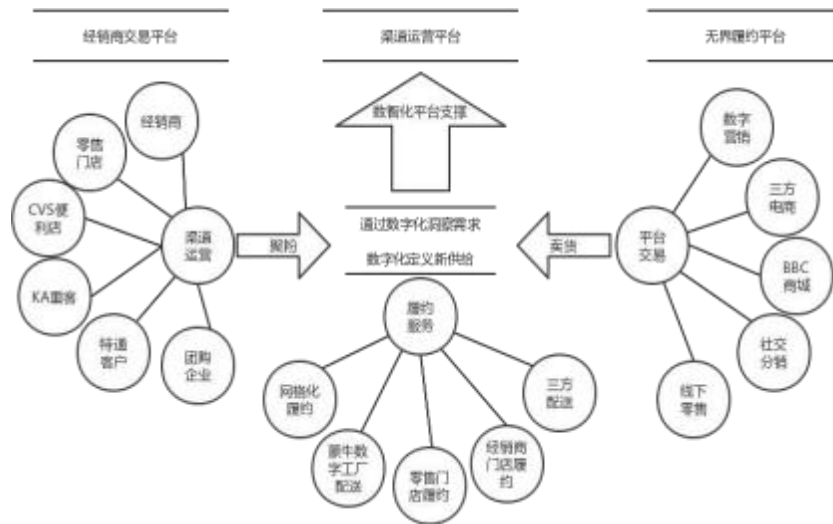 经销商交易平台
渠道运营平台
无界履约平台
数智化平台支撑
经销商
零售
门店
CVS便
利店
KA重客
特通
客户
团购
企业
渠道
运营
聚粉
通过数字化洞察需求
数字化定义新供给
卖货
平台
交易
数字
营销
三方
电商
BBC
商城
社交
分销
线下
零售
履约
服务
网格化
履约
蒙牛数
字工厂
配送
零售门
店履约
经销商
门店履
约
三方
配送